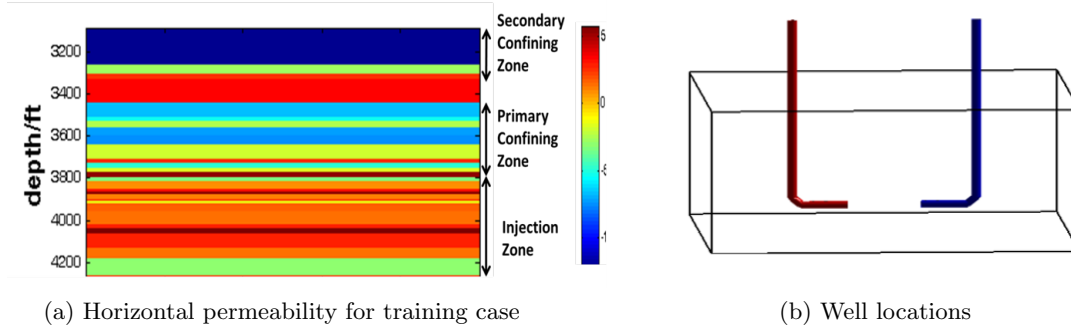 depth/ft
3200
3400
3600
3800
4000
4200
Secondary
Confining
Zone
Primary
Confining
Zone
Injection
Zone
5
0
-5
-1
(a) Horizontal permeability for training case
(b) Well locations